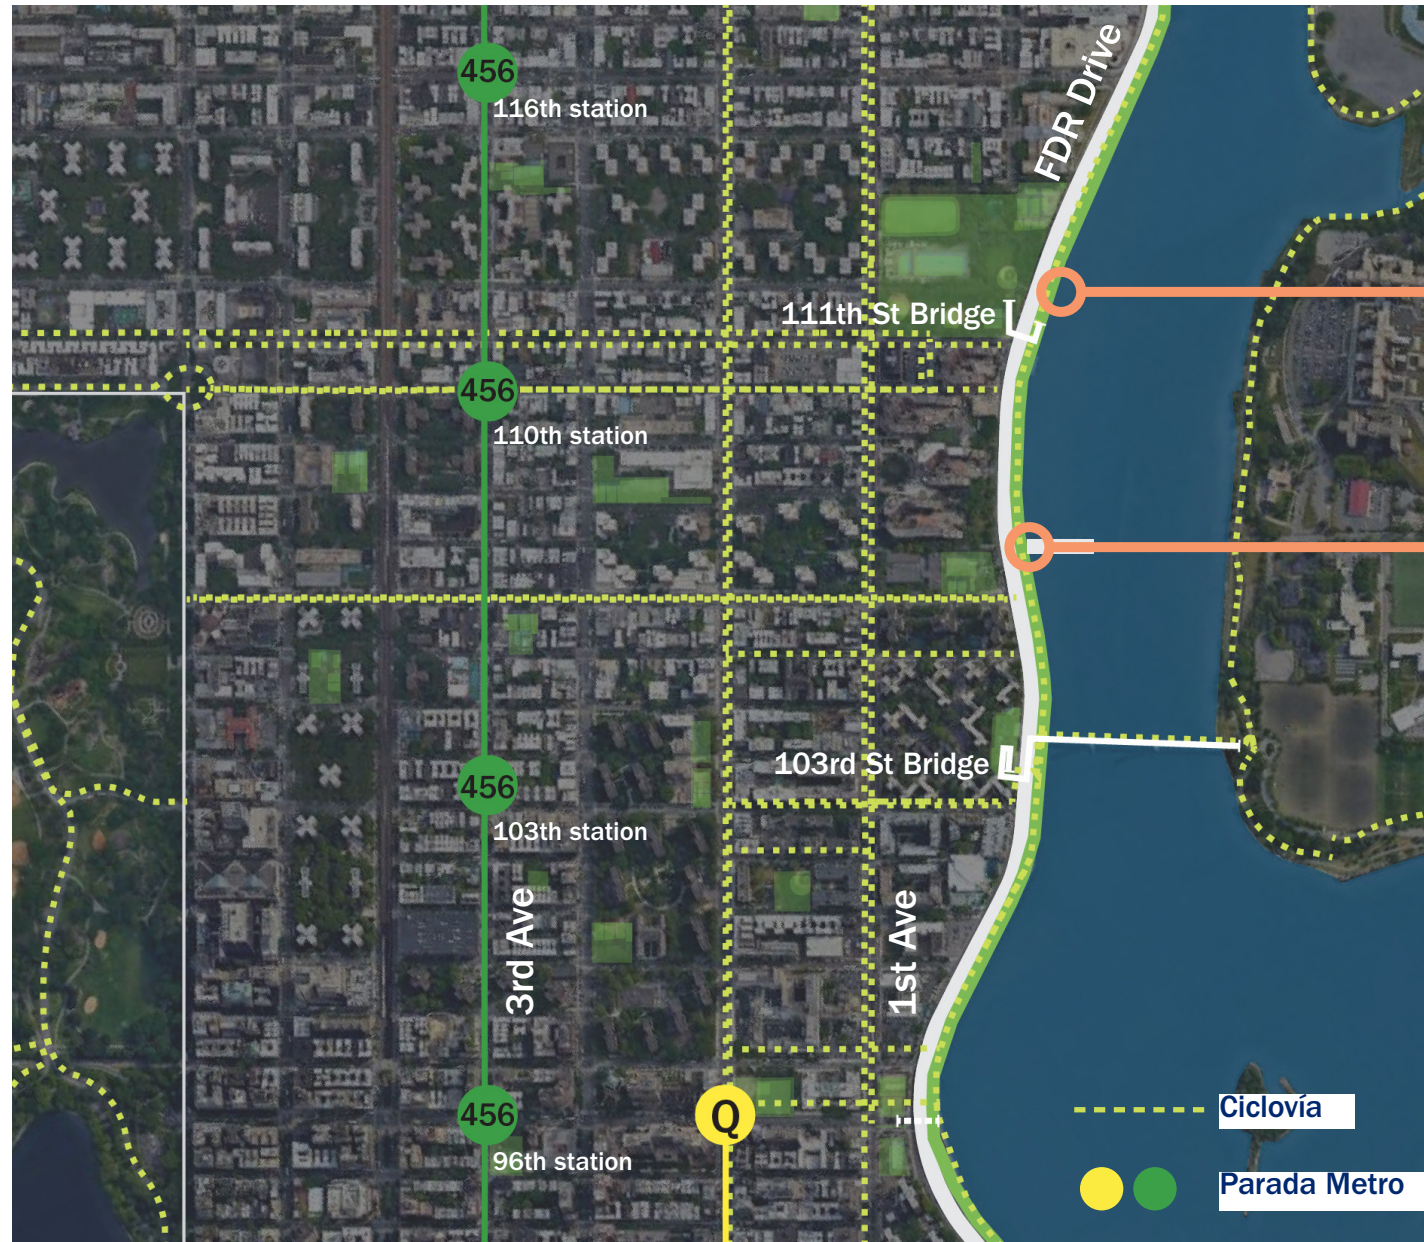 456
116th station
FDR Drive
111th St Bridge
456
110th station
103rd St Bridge
456
103th station
3rd Ave
1st Ave
456
96th station
Q
Ciclovía
Parada Metro